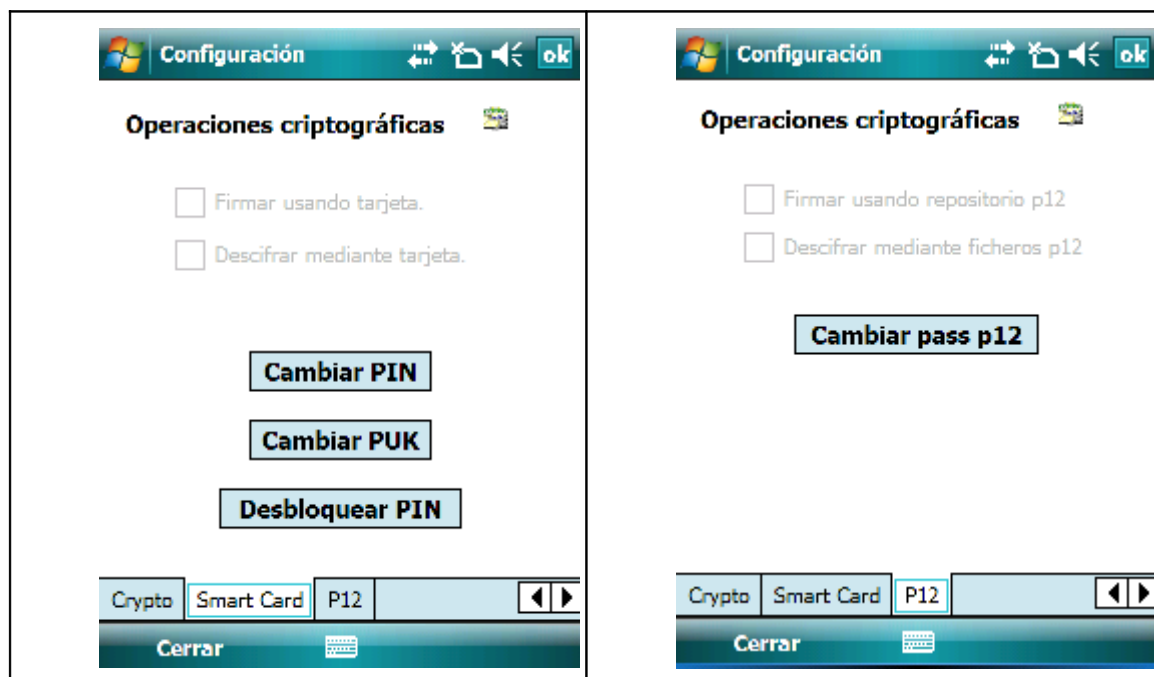 Configuración
ok
Operaciones criptográficas
Firmar usando tarjeta.
Descifrar mediante tarjeta.
Cambiar PIN
Cambiar PUK
Desbloquear PIN
Crypto Smart Card P12
Cerrar
Configuración
ok
Operaciones criptográficas
Firmar usando repositorio p12
Descifrar mediante ficheros p12
Cambiar pass p12
Crypto Smart Card P12
Cerrar